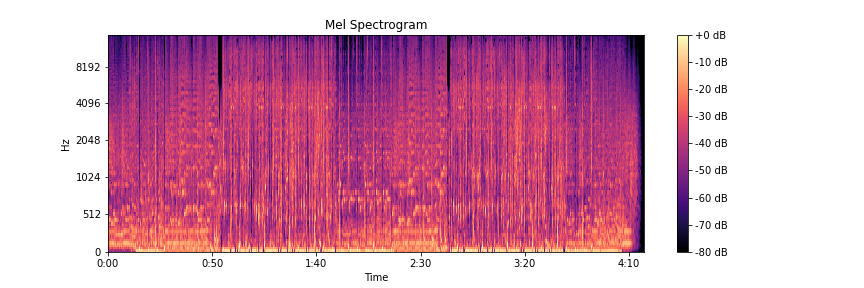 Mel Spectrogram
Hz
8192
4096
2048
1024
512
0
0:00 0:50 1:40 2:30 3:20 4:10
Time
+0 dB
-10 dB
-20 dB
-30 dB
-40 dB
-50 dB
-60 dB
-70 dB
-80 dB